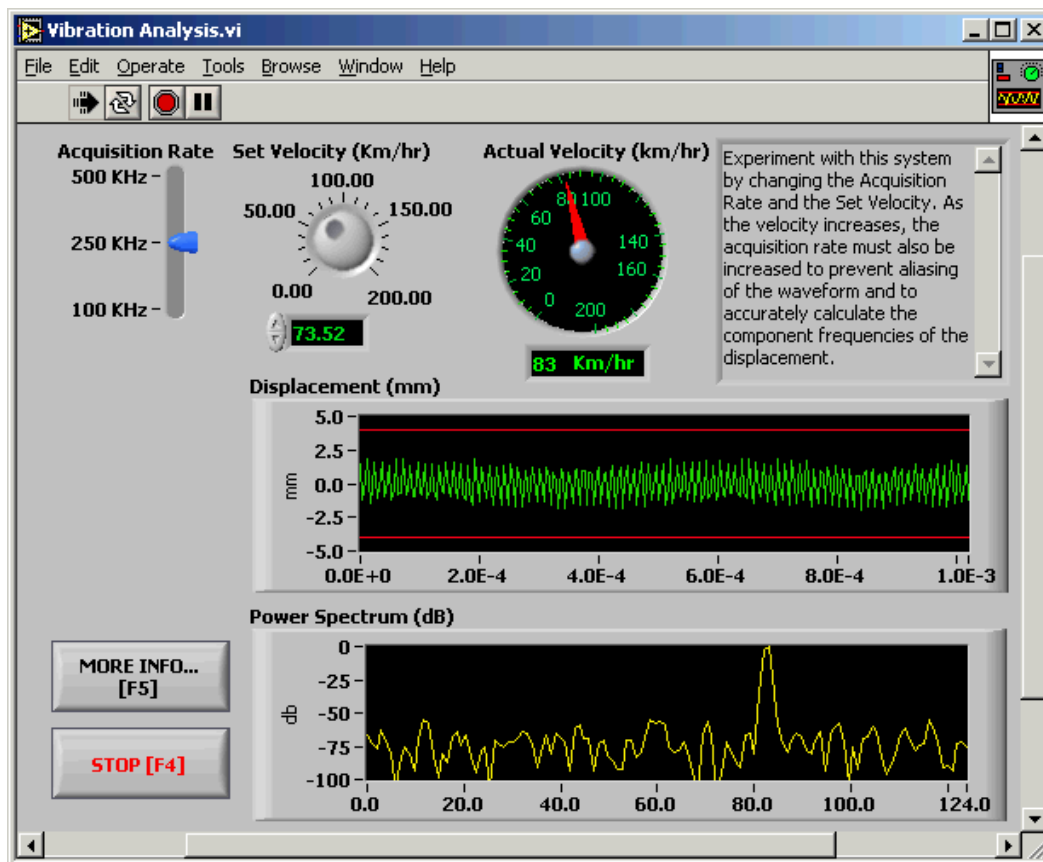 Vibration Analysis.vi
File Edit Operate Tools Browse Window Help
Acquisition Rate
500 KHz
250 KHz
100 KHz
Set Velocity (Km/hr)
100.00
50.00 150.00
0.00 200.00
73.52
Actual Velocity (km/hr)
80 100
60
40 140
20 160
0 200
83 Km/hr
Experiment with this system
by changing the Acquisition
Rate and the Set Velocity. As
the velocity increases, the
acquisition rate must also be
increased to prevent aliasing
of the waveform and to
accurately calculate the
component frequencies of the
displacement.
Displacement (mm)
5.0
2.5
0.0
-2.5
-5.0
mm
0.0E+0 2.0E-4 4.0E-4 6.0E-4 8.0E-4 1.0E-3
Power Spectrum (dB)
0
-25
-50
-75
-100
db
0.0 20.0 40.0 60.0 80.0 100.0 124.0
MORE INFO...
[F5]
STOP [F4]